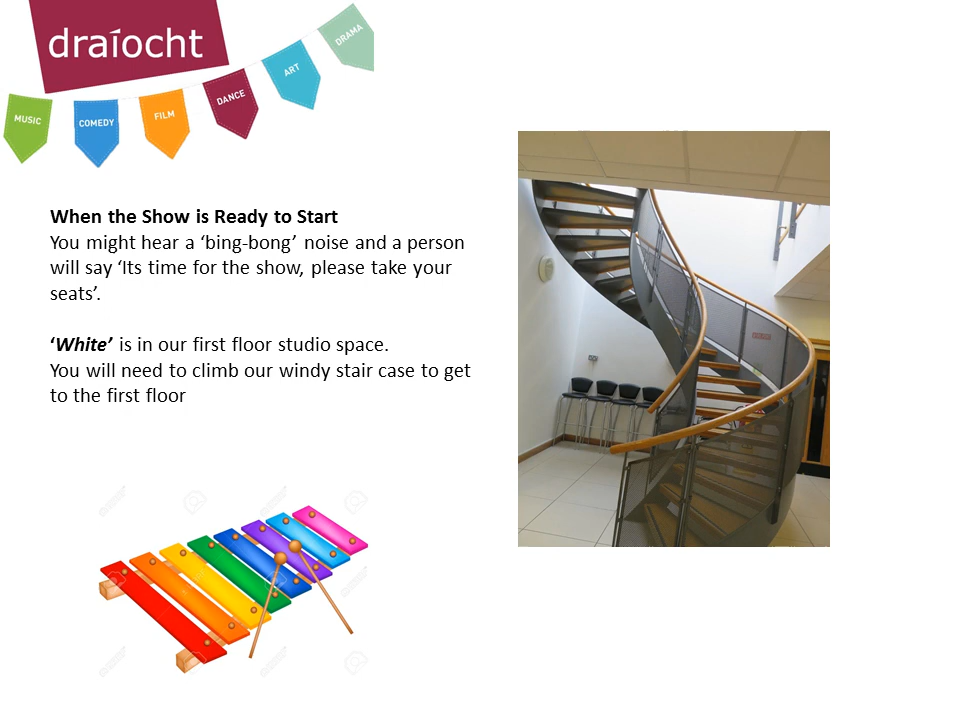 draíocht
MUSIC
COMEDY
FILM
DANCE
ART
DRAMA
When the Show is Ready to Start
You might hear a ‘bing-bong’ noise and a person
will say ‘Its time for the show, please take your
seats’.
‘White’ is in our first floor studio space.
You will need to climb our windy stair case to get
to the first floor